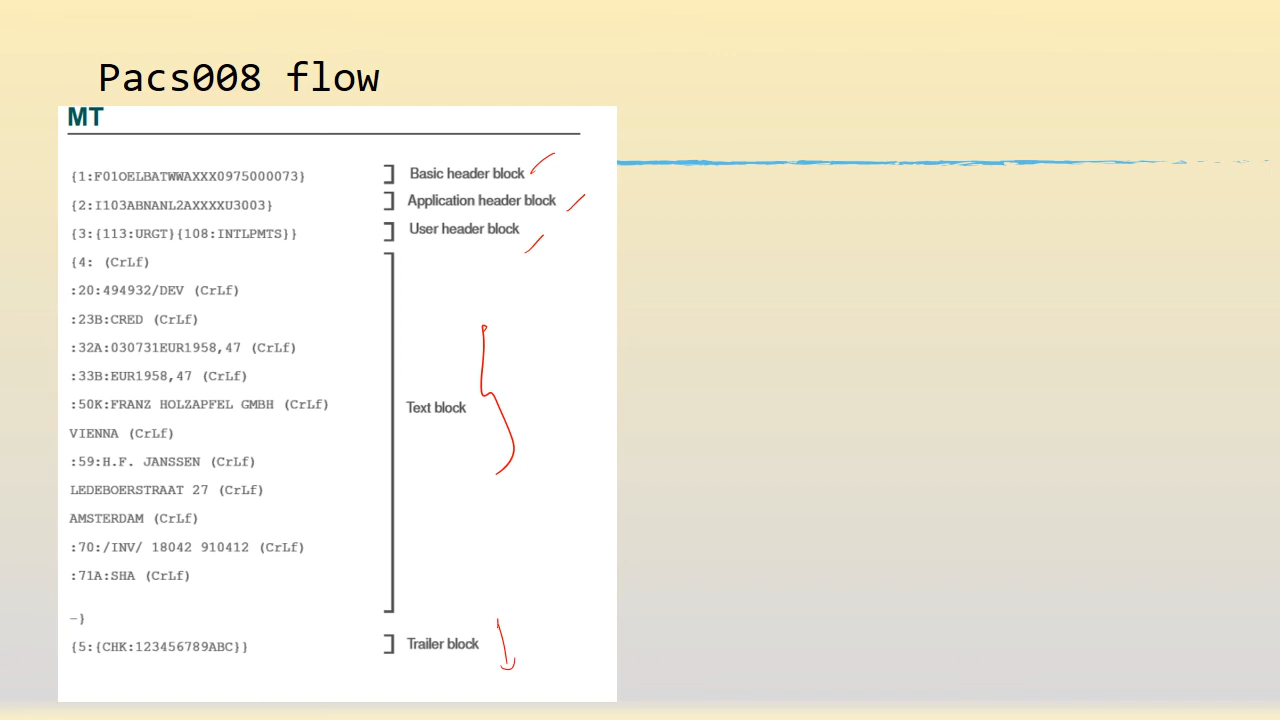 Pacs008 flow
MT
{1:F01OELBATWWAXXX0975000073} Basic header block
{2:I103ABNANL2AXXXXU3003} Application header block
{3:{113:URGT}{108:INTLPMTS}} User header block
{4: (CrLf)
:20:494932/DEV (CrLf)
:23B:CRED (CrLf)
:32A:030731EUR1958,47 (CrLf)
:33B:EUR1958,47 (CrLf)
:50K:FRANZ HOLZAPFEL GMBH (CrLf)
Text block
VIENNA (CrLf)
:59:H.F. JANSSEN (CrLf)
LEDEBOERSTRAAT 27 (CrLf)
AMSTERDAM (CrLf)
:70:/INV/ 18042 910412 (CrLf)
:71A:SHA (CrLf)
–}
{5:{CHK:123456789ABC}} Trailer block